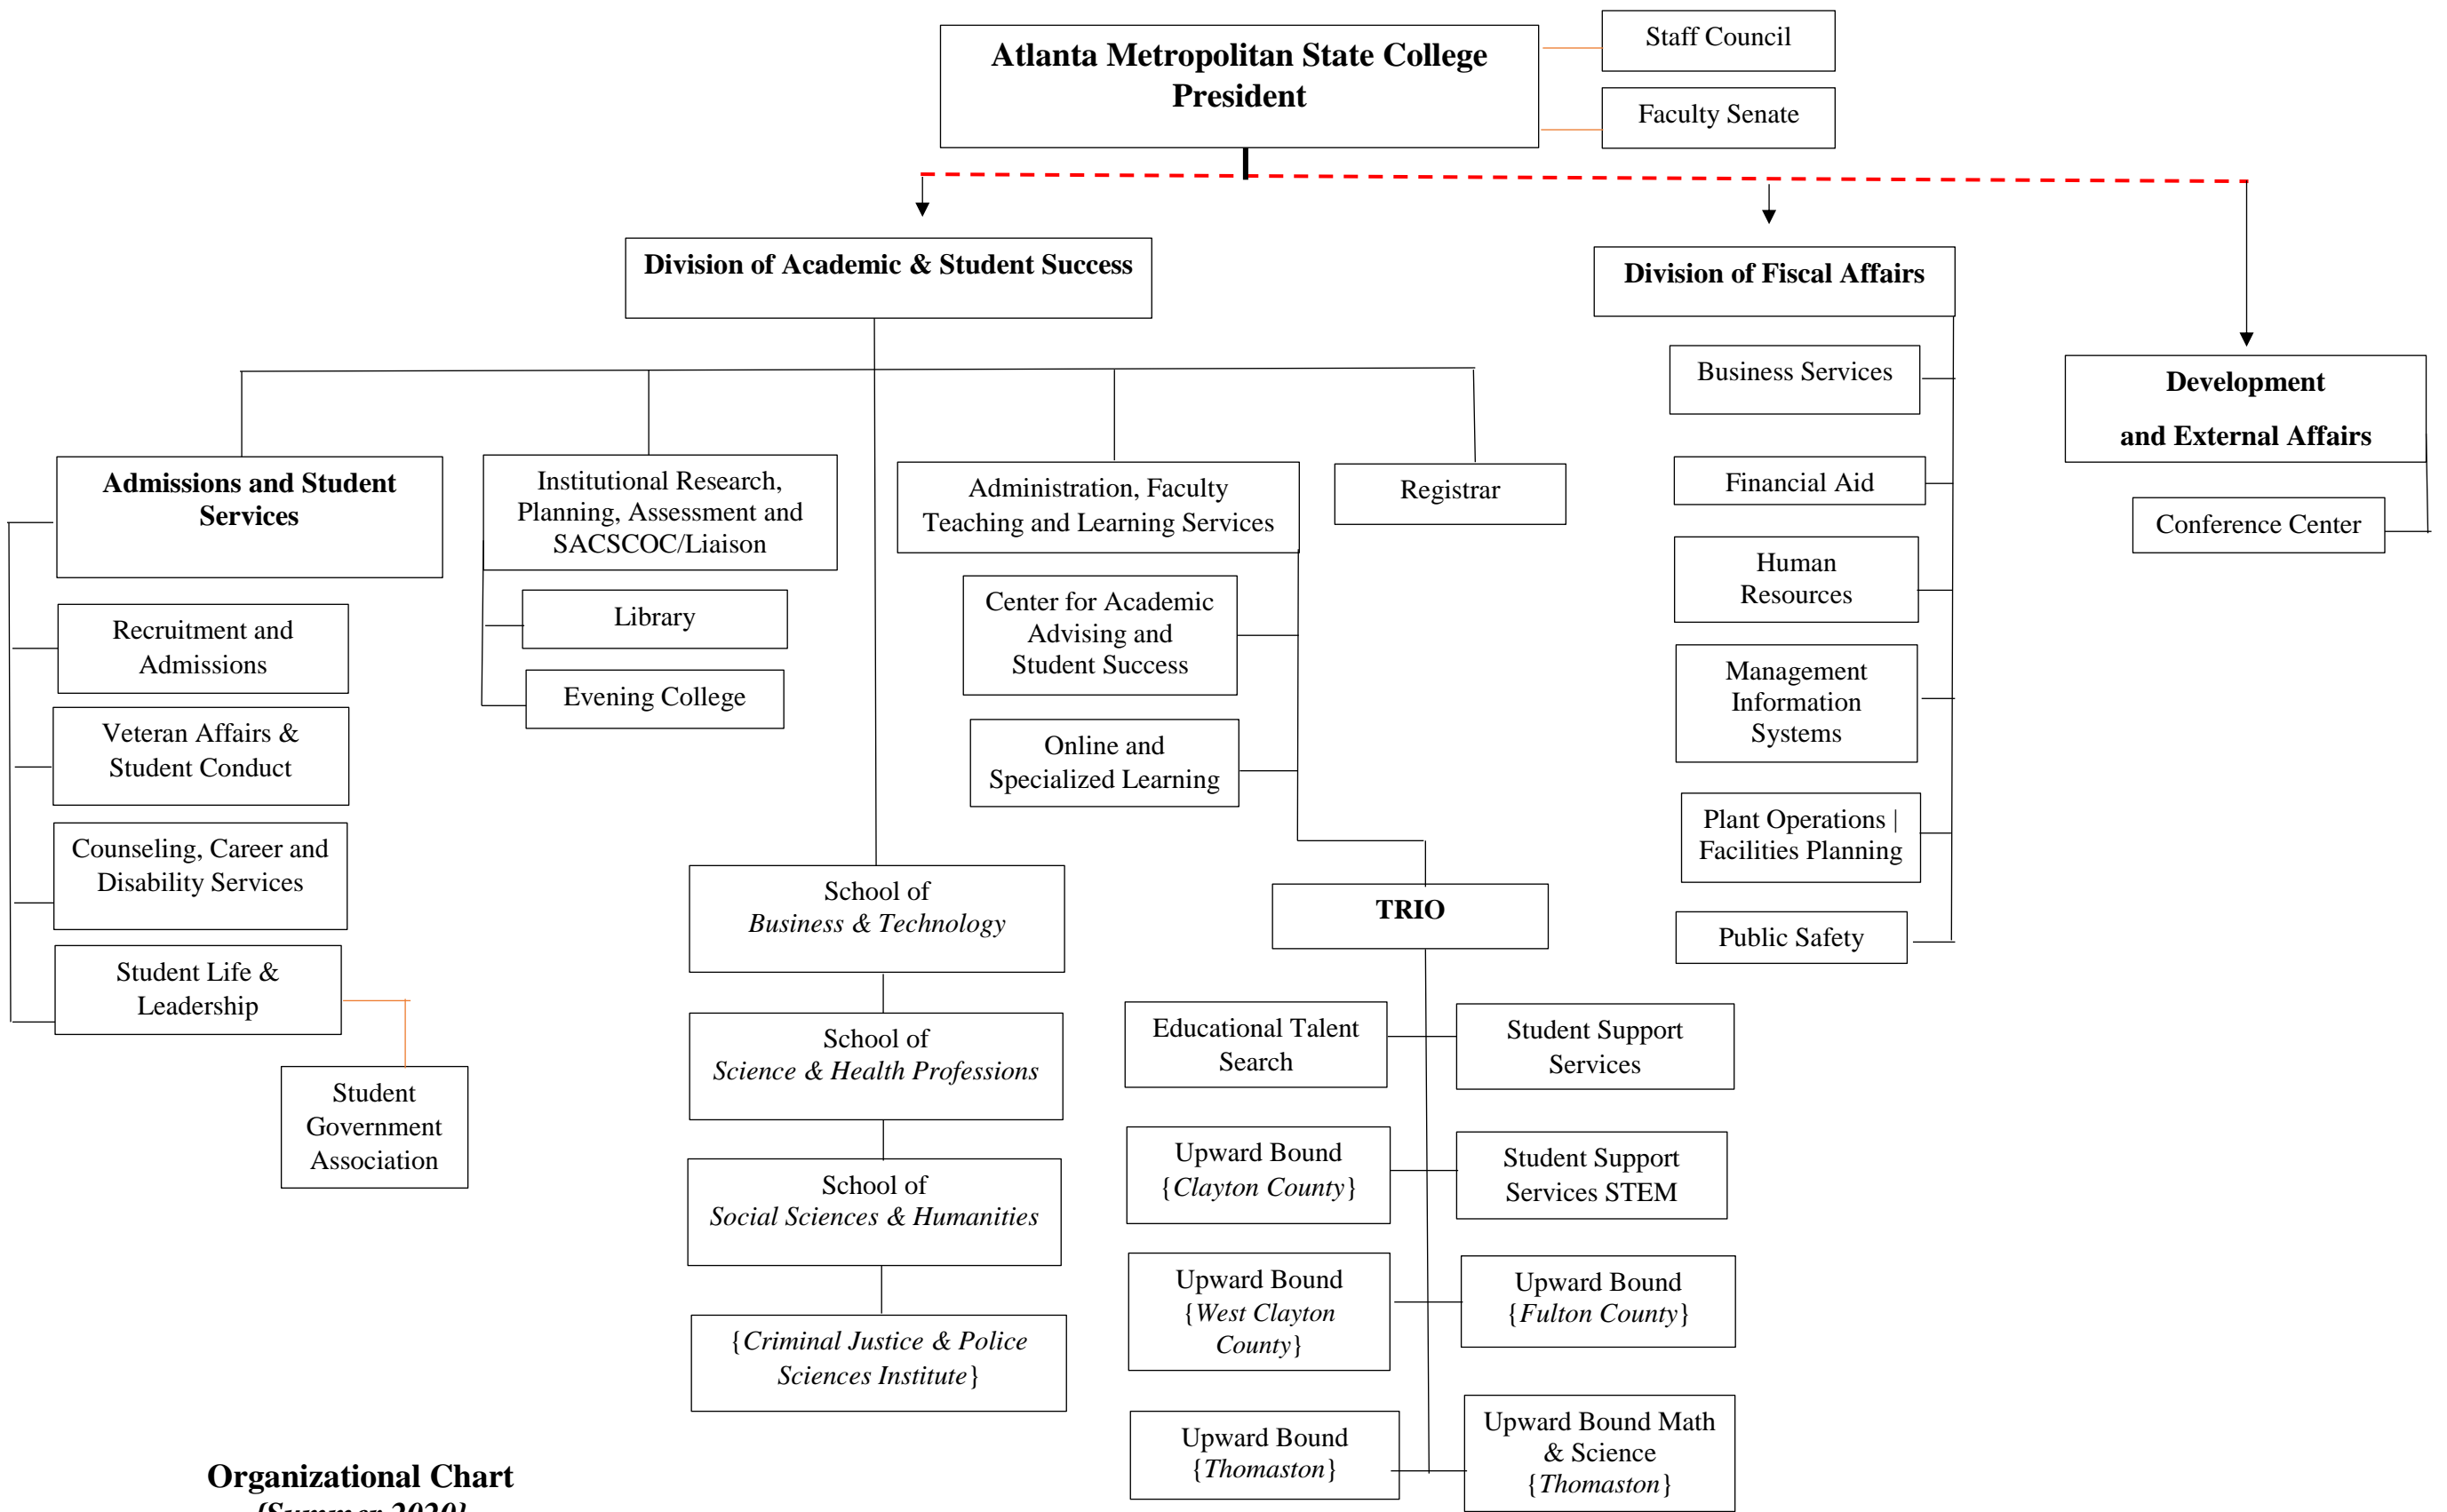 Atlanta Metropolitan State College
President
Staff Council
Faculty Senate
Division of Academic & Student Success
Division of Fiscal Affairs
Development
and External Affairs
Conference Center
Business Services
Financial Aid
Human
Resources
Management
Information
Systems
Plant Operations |
Facilities Planning
Public Safety
Admissions and Student
Services
Recruitment and
Admissions
Veteran Affairs &
Student Conduct
Counseling, Career and
Disability Services
Student Life &
Leadership
Student
Government
Association
Institutional Research,
Planning, Assessment and
SACSCOC/Liaison
Library
Evening College
Administration, Faculty
Teaching and Learning Services
Center for Academic
Advising and
Student Success
Online and
Specialized Learning
Registrar
School of
Business & Technology
School of
Science & Health Professions
School of
Social Sciences & Humanities
{Criminal Justice & Police
Sciences Institute}
TRIO
Educational Talent
Search
Student Support
Services
Upward Bound
{Clayton County}
Student Support
Services STEM
Upward Bound
{West Clayton
County}
Upward Bound
{Fulton County}
Upward Bound
{Thomaston}
Upward Bound Math
& Science
{Thomaston}
Organizational Chart
{Summer 2020}